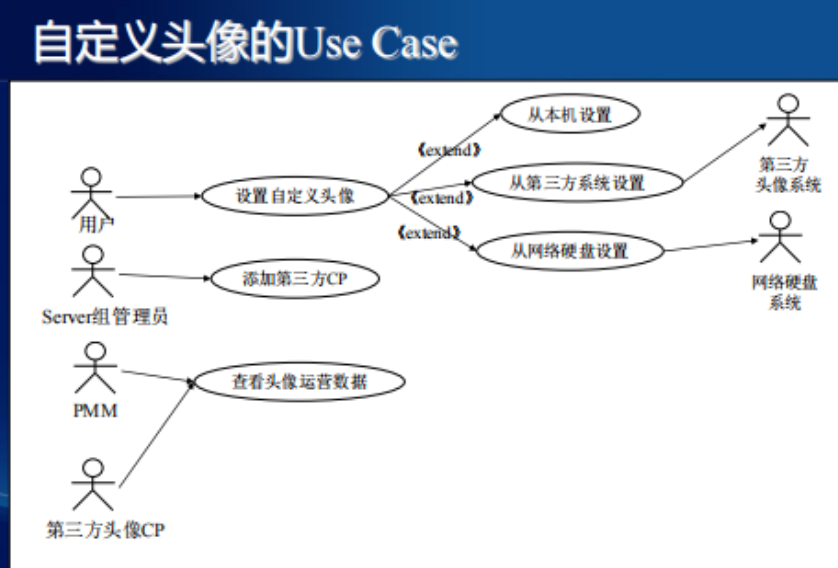 自定义头像的Use Case
从本机设置
《extend》
第三方
头像系统
用户
设置自定义头像
《extend》
从第三方系统设置
《extend》
从网络硬盘设置
网络硬盘
系统
添加第三方CP
Server组管理员
PMM
查看头像运营数据
第三方头像CP